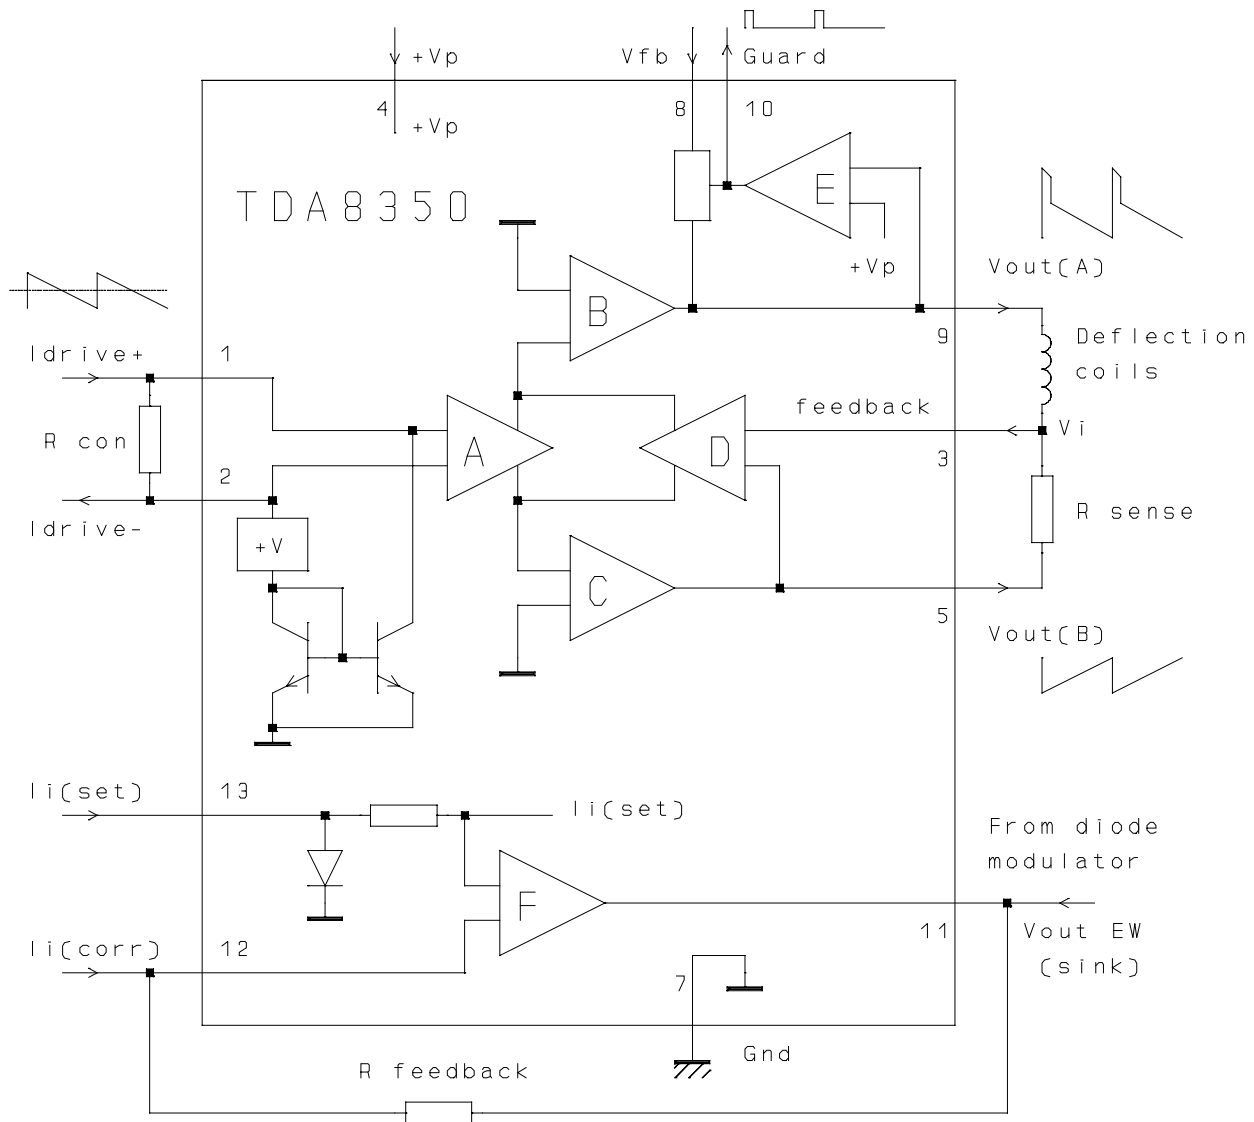 +Vp
Vfb
Guard
4
+Vp
8
10
TDA8350
E
+Vp
Vout(A)
B
9
Deflection
coils
Idrive+
1
feedback
Vi
R con
A
D
3
2
R sense
Idrive-
+V
C
5
Vout(B)
Ii(set)
13
Ii(set)
From diode
modulator
F
Ii(corr)
12
11
Vout EW
(sink)
7
Gnd
R feedback